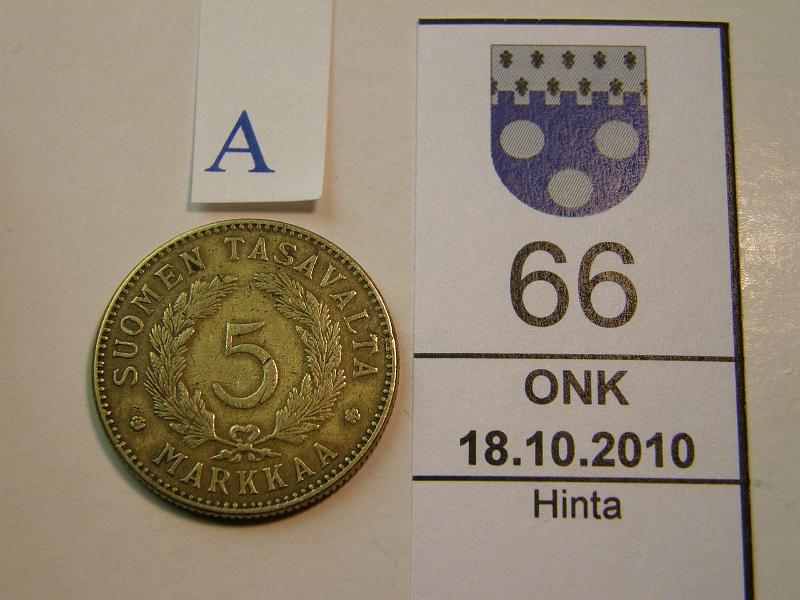 A
SUOMEN TASAVALTA
5
MARKKAA
66
ONK
18.10.2010
Hinta